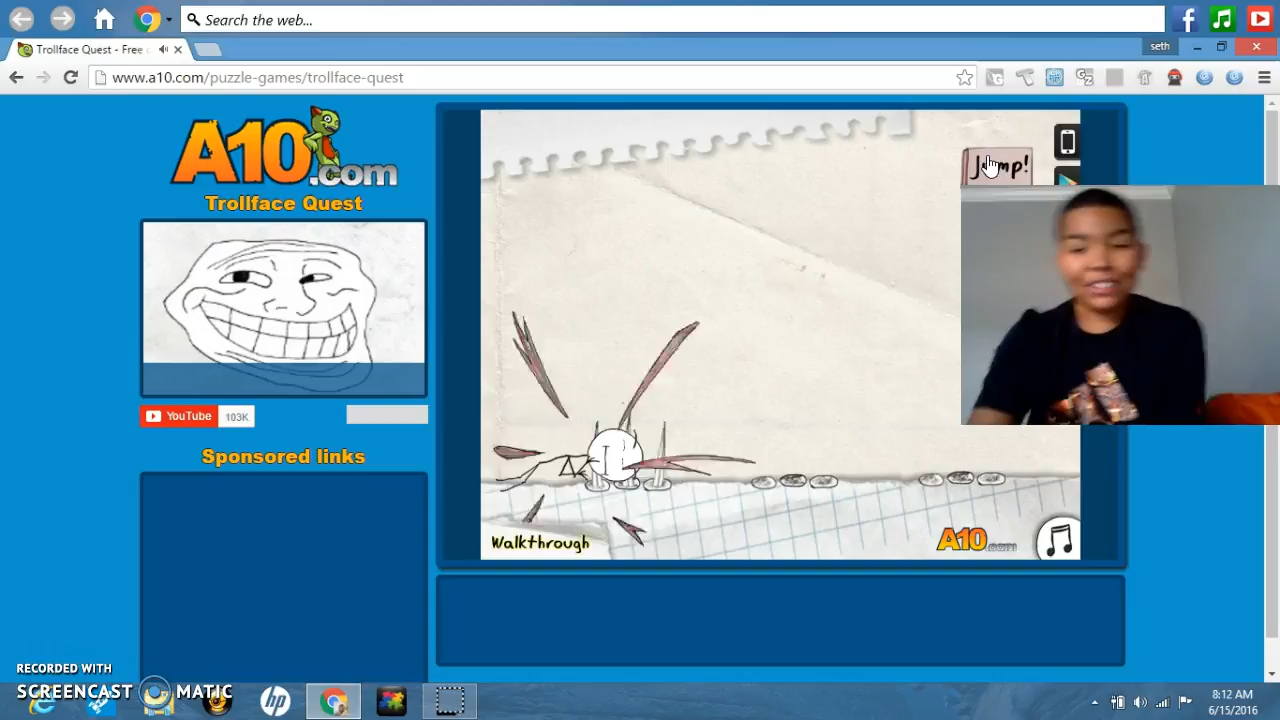 Search the web...
Trollface Quest - Free
seth
www.a10.com/puzzle-games/trollface-quest
A10.com
Trollface Quest
YouTube 103K
Sponsored links
Jump!
Walkthrough
A10.com
RECORDED WITH
SCREENCAST MATIC
hp
8:12 AM
6/15/2016